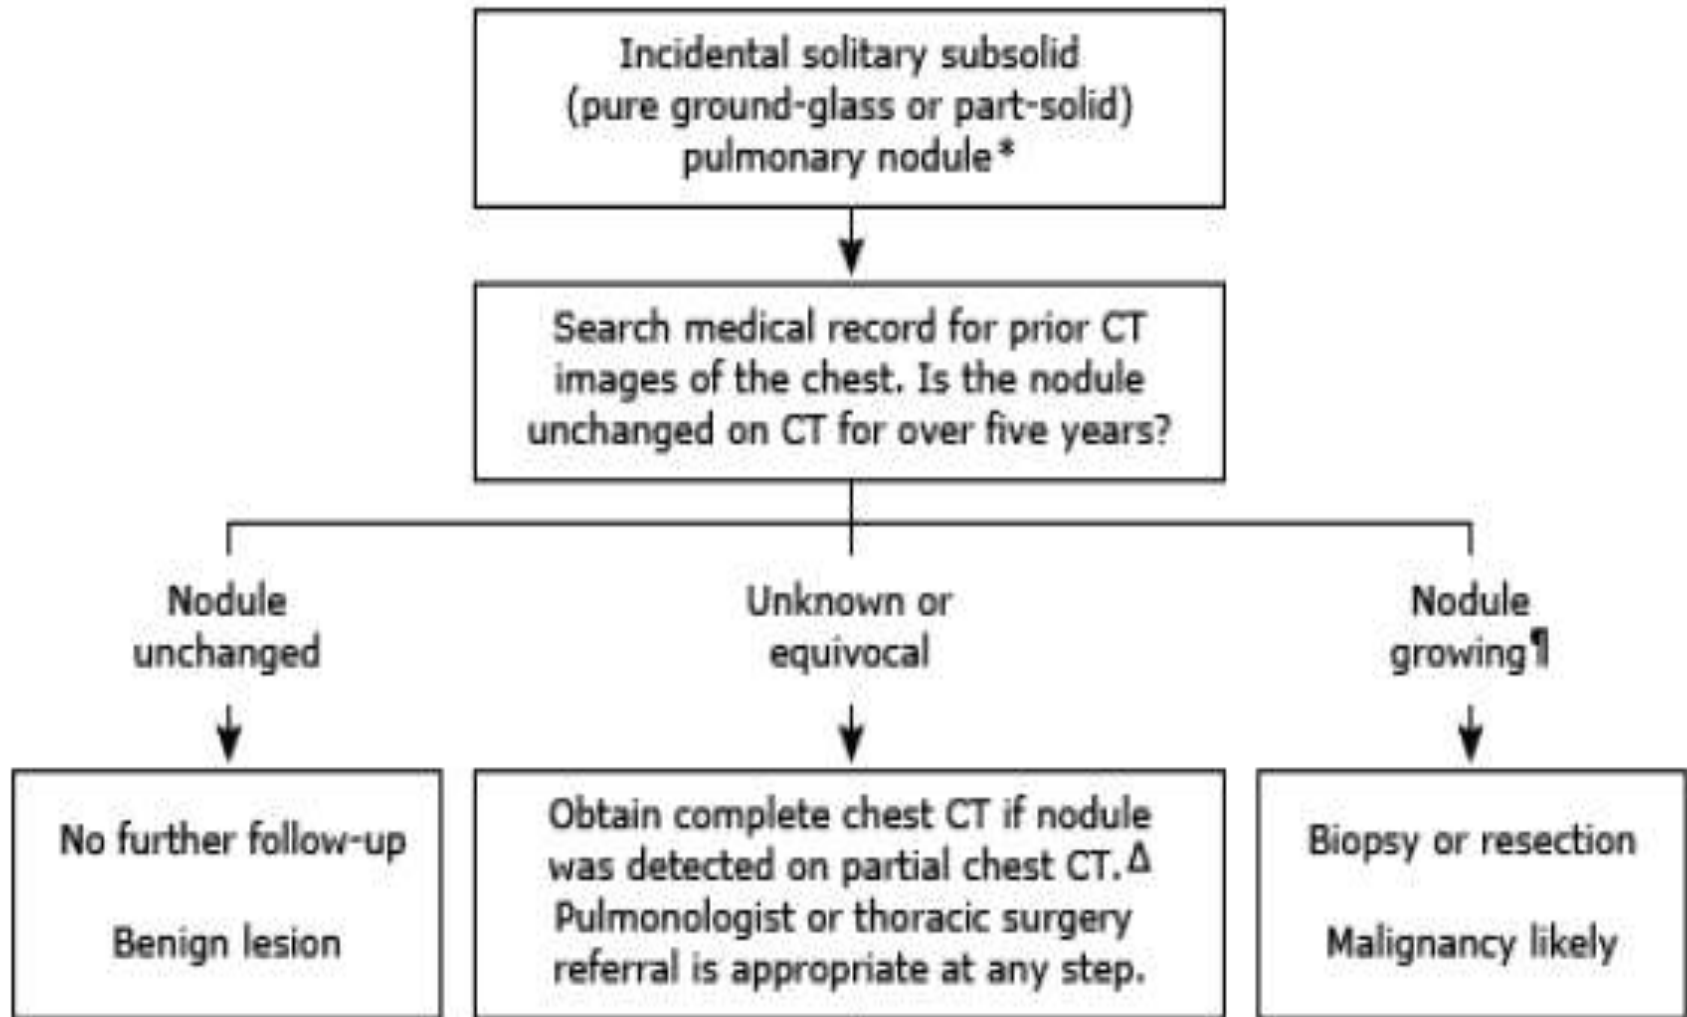 Incidental solitary subsolid
(pure ground-glass or part-solid)
pulmonary nodule*
Search medical record for prior CT
images of the chest. Is the nodule
unchanged on CT for over five years?
Nodule
unchanged
Unknown or
equivocal
Nodule
growing¶
No further follow-up
Benign lesion
Obtain complete chest CT if nodule
was detected on partial chest CT.Δ
Pulmonologist or thoracic surgery
referral is appropriate at any step.
Biopsy or resection
Malignancy likely